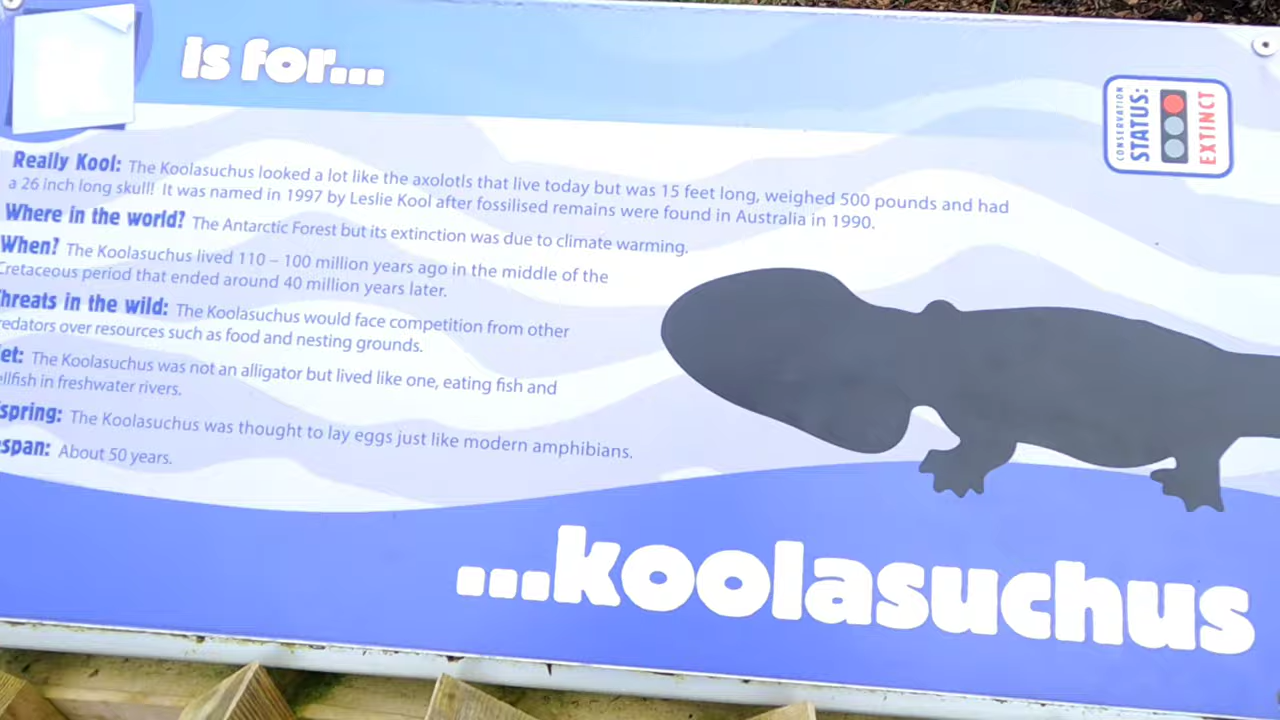 is for...
CONSERVATION
STATUS:
EXTINCT
Really Kool: The Koolasuchus looked a lot like the axolotls that live today but was 15 feet long, weighed 500 pounds and had
a 26 inch long skull! It was named in 1997 by Leslie Kool after fossilised remains were found in Australia in 1990.
Where in the world? The Antarctic Forest but its extinction was due to climate warming.
When? The Koolasuchus lived 110 – 100 million years ago in the middle of the
Cretaceous period that ended around 40 million years later.
hreats in the wild: The Koolasuchus would face competition from other
redators over resources such as food and nesting grounds.
et: The Koolasuchus was not an alligator but lived like one, eating fish and
ellfish in freshwater rivers.
spring: The Koolasuchus was thought to lay eggs just like modern amphibians.
span: About 50 years.
...koolasuchus